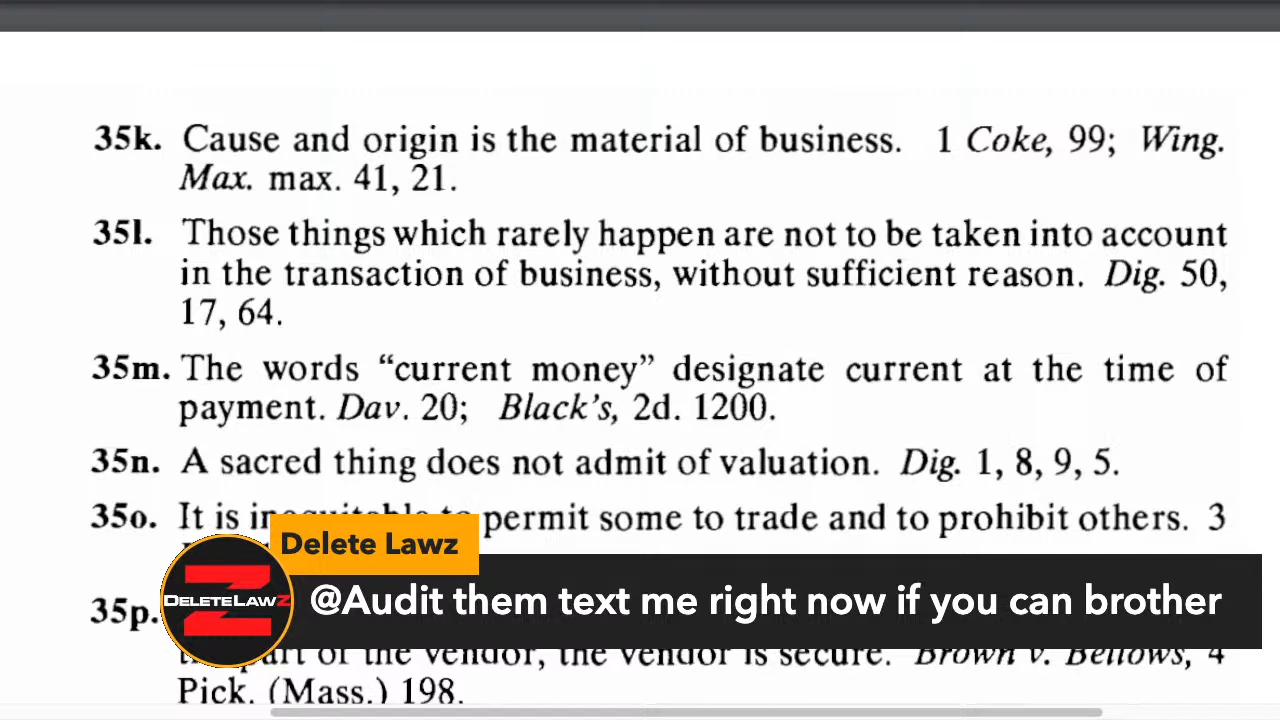 35k. Cause and origin is the material of business. 1 Coke, 99; Wing.
Max. max. 41, 21.
35l. Those things which rarely happen are not to be taken into account
in the transaction of business, without sufficient reason. Dig. 50,
17, 64.
35m. The words “current money” designate current at the time of
payment. Dav. 20; Black's, 2d. 1200.
35n. A sacred thing does not admit of valuation. Dig. 1, 8, 9, 5.
35o. It is inequitable to permit some to trade and to prohibit others. 3
Delete Lawz
DELETELAWZ
@Audit them text me right now if you can brother
35p.
part of the vendor, the vendor is secure. Brown v. Bellows, 4
Pick. (Mass.) 198.